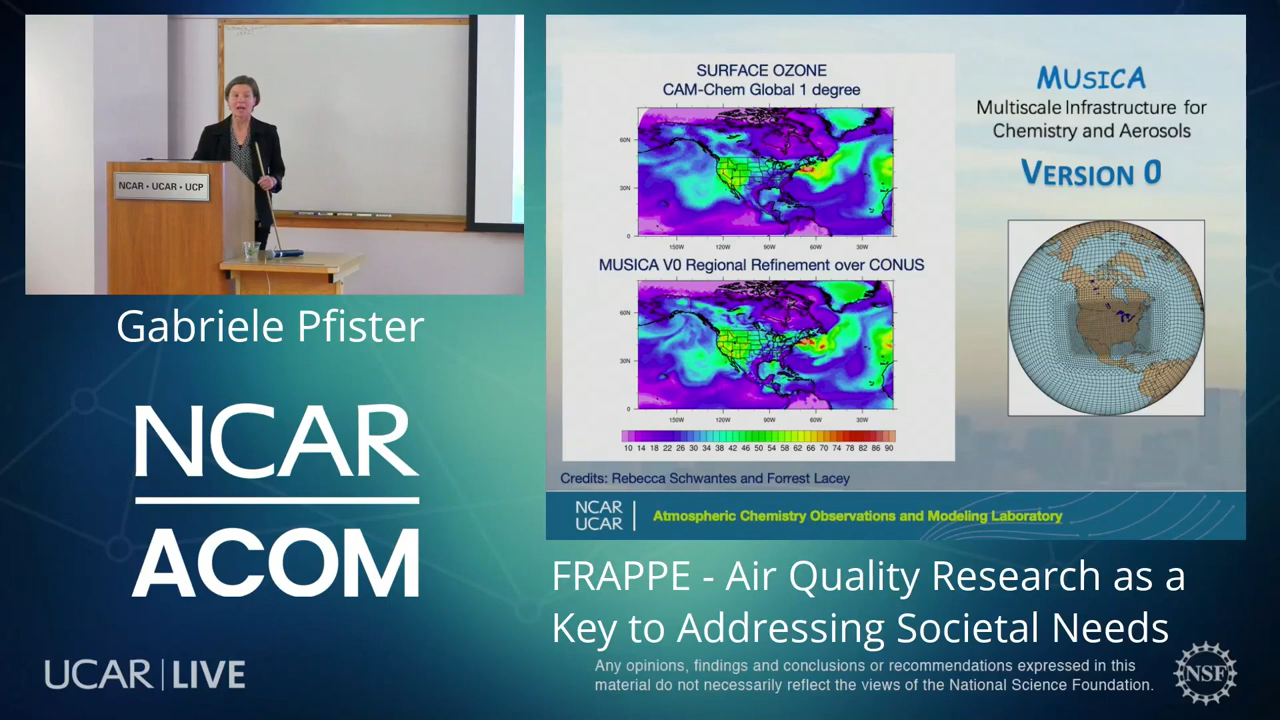 NCAR • UCAR • UCP
Gabriele Pfister
NCAR
ACOM
UCAR | LIVE
SURFACE OZONE
CAM-Chem Global 1 degree
60N
30N
0
150W 120W 90W 60W 30W
MUSICA V0 Regional Refinement over CONUS
60N
30N
0
150W 120W 90W 60W 30W
10 14 18 22 26 30 34 38 42 46 50 54 58 62 66 70 74 78 82 86 90
MUSICA
Multiscale Infrastructure for
Chemistry and Aerosols
VERSION 0
Credits: Rebecca Schwantes and Forrest Lacey
NCAR
UCAR
Atmospheric Chemistry Observations and Modeling Laboratory
FRAPPE - Air Quality Research as a
Key to Addressing Societal Needs
Any opinions, findings and conclusions or recommendations expressed in this
material do not necessarily reflect the views of the National Science Foundation.
NSF